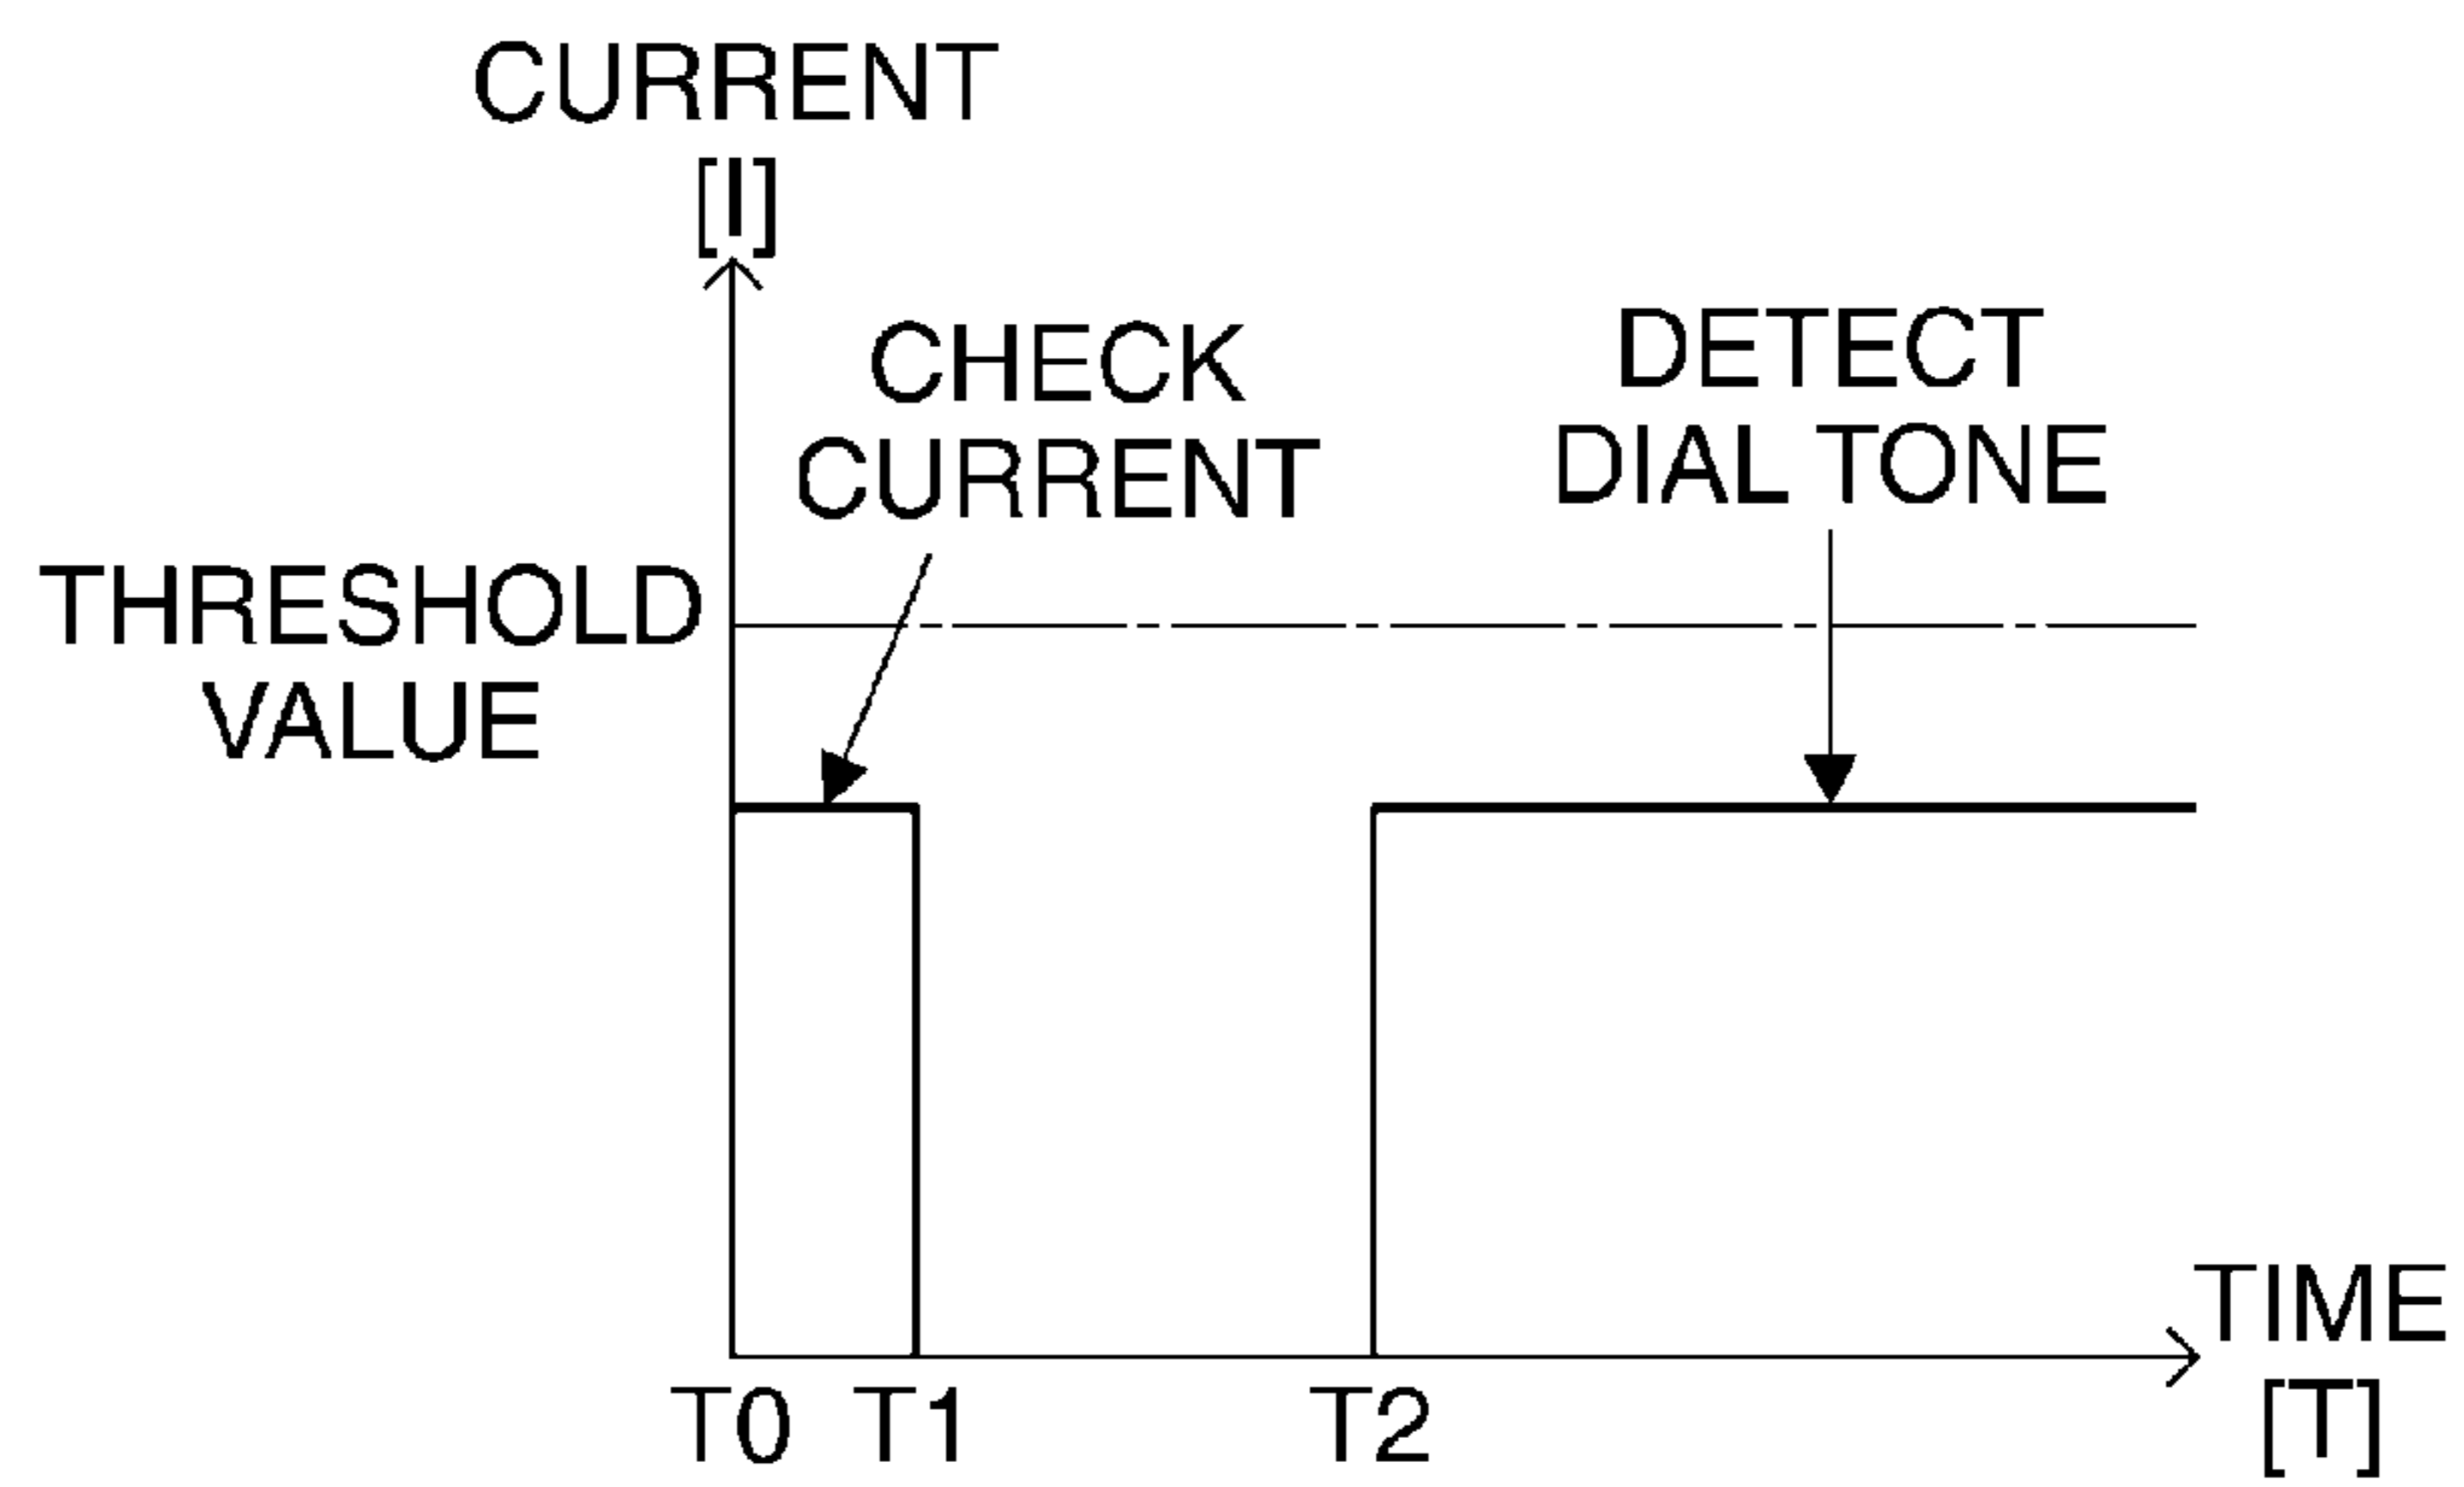 CURRENT
[I]
CHECK
CURRENT
DETECT
DIAL TONE
THRESHOLD
VALUE
TIME
[T]
T0 T1 T2